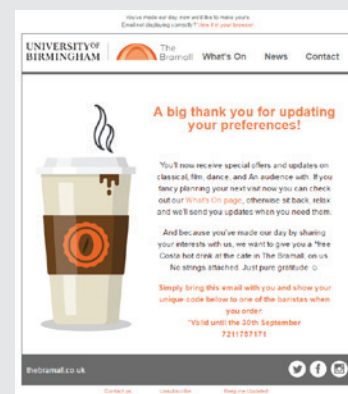 You've made our day, now we'd like to make yours
Email not displaying correctly? View it in your browser
UNIVERSITY OF
BIRMINGHAM
The
Bramall
What's On
News
Contact
A big thank you for updating
your preferences!
You'll now receive special offers and updates on
classical, film, dance, and An audience with. If you
fancy planning your next visit now you can check
out our What's On page, otherwise sit back, relax
and we'll send you updates when you need them.
And because you've made our day by sharing
your interests with us, we want to give you a *free
Costa hot drink at the cafe in The Bramall, on us.
No strings attached. Just pure gratitude ☺
Simply bring this email with you and show your
unique code below to one of the baristas when
you order.
*Valid until the 30th September
7211767171
thebramall.co.uk
Contact us
Unsubscribe